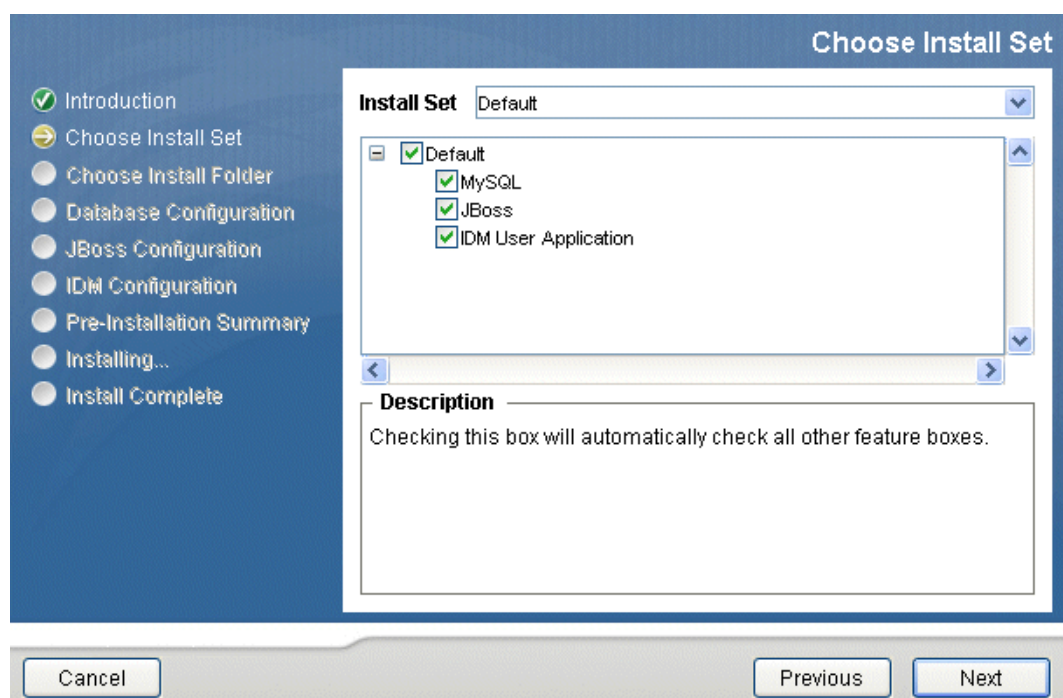 Choose Install Set
Introduction
Choose Install Set
Choose Install Folder
Database Configuration
JBoss Configuration
IDM Configuration
Pre-Installation Summary
Installing...
Install Complete
Install Set Default
Default
MySQL
JBoss
IDM User Application
Description
Checking this box will automatically check all other feature boxes.
Cancel
Previous
Next